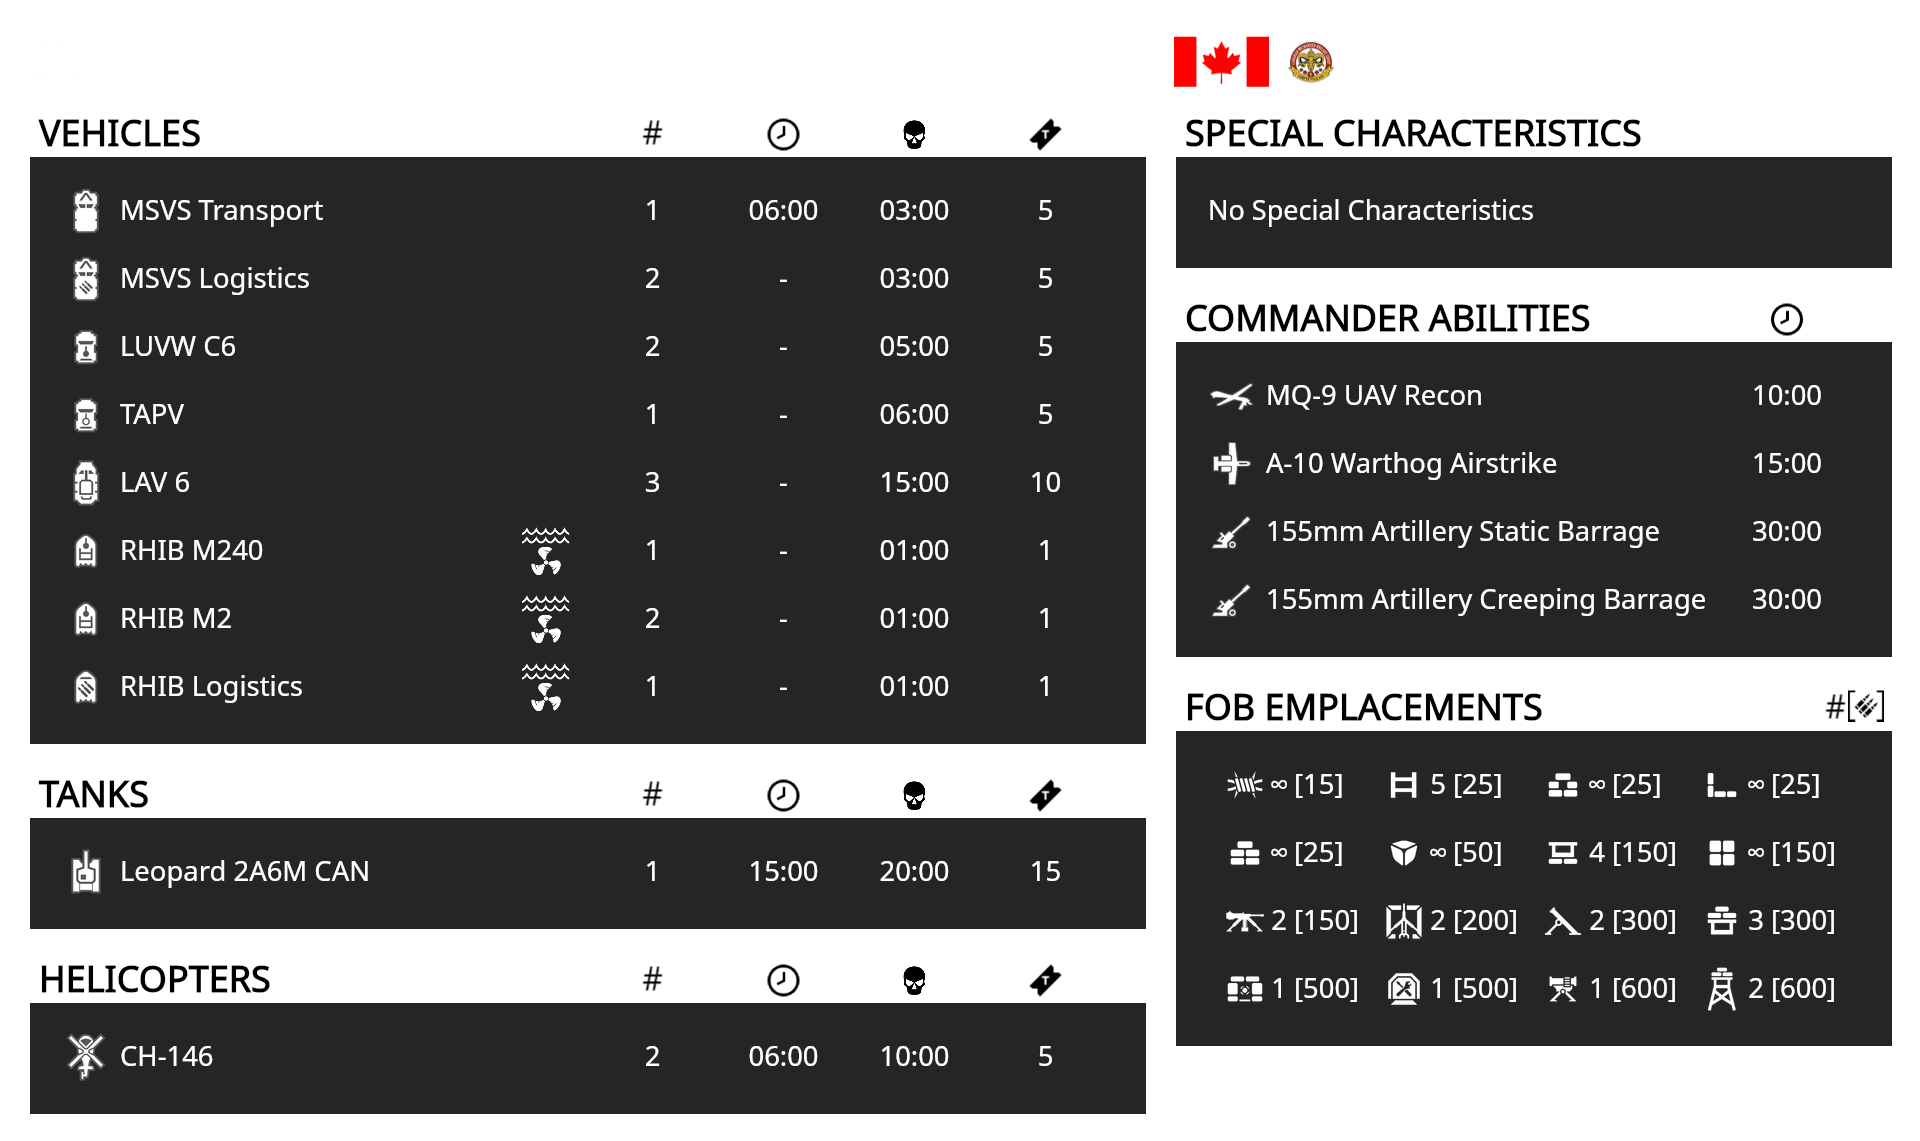 VEHICLES #
MSVS Transport 1 06:00 03:00 5
MSVS Logistics 2 - 03:00 5
LUVW C6 2 - 05:00 5
TAPV 1 - 06:00 5
LAV 6 3 - 15:00 10
RHIB M240 1 - 01:00 1
RHIB M2 2 - 01:00 1
RHIB Logistics 1 - 01:00 1
TANKS #
Leopard 2A6M CAN 1 15:00 20:00 15
HELICOPTERS #
CH-146 2 06:00 10:00 5
SPECIAL CHARACTERISTICS
No Special Characteristics
COMMANDER ABILITIES
MQ-9 UAV Recon 10:00
A-10 Warthog Airstrike 15:00
155mm Artillery Static Barrage 30:00
155mm Artillery Creeping Barrage 30:00
FOB EMPLACEMENTS #[]
∞ [15] 5 [25] ∞ [25] ∞ [25]
∞ [25] ∞ [50] 4 [150] ∞ [150]
2 [150] 2 [200] 2 [300] 3 [300]
1 [500] 1 [500] 1 [600] 2 [600]